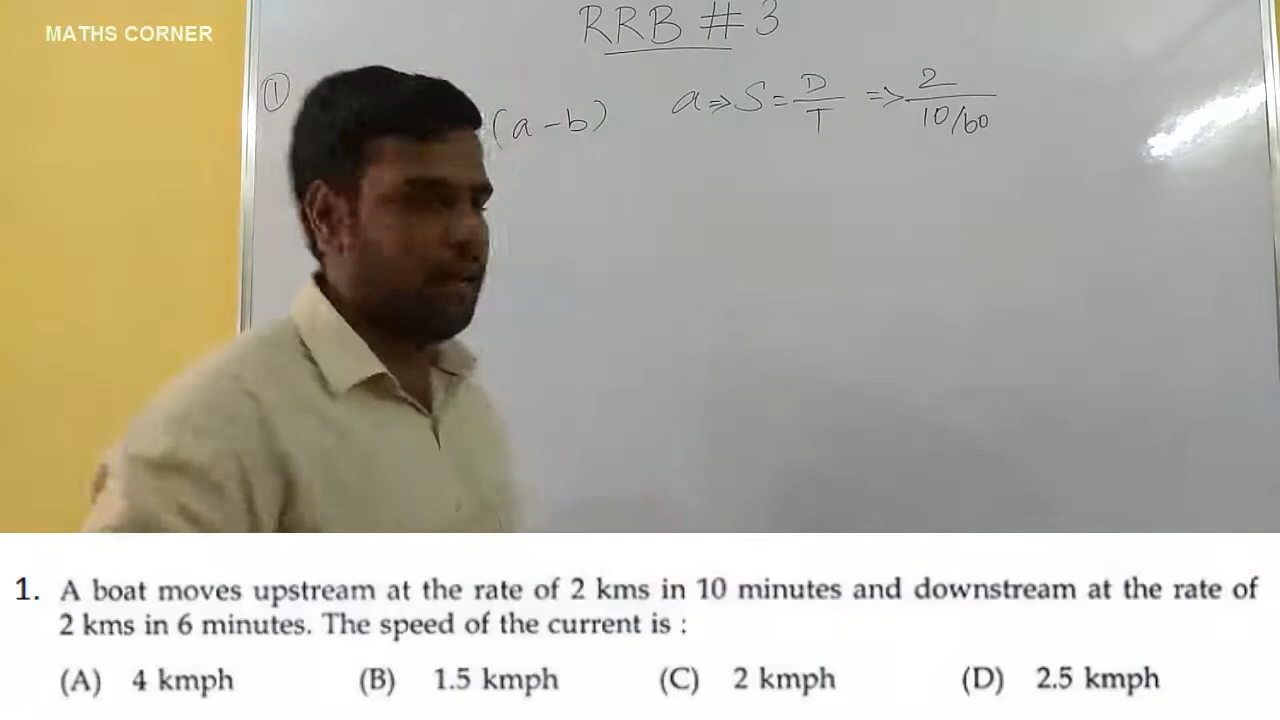 MATHS CORNER
RRB # 3
① (a-b) a⇒ S = D/T ⇒ 2/(10/60)
1. A boat moves upstream at the rate of 2 kms in 10 minutes and downstream at the rate of
2 kms in 6 minutes. The speed of the current is :
(A) 4 kmph (B) 1.5 kmph (C) 2 kmph (D) 2.5 kmph